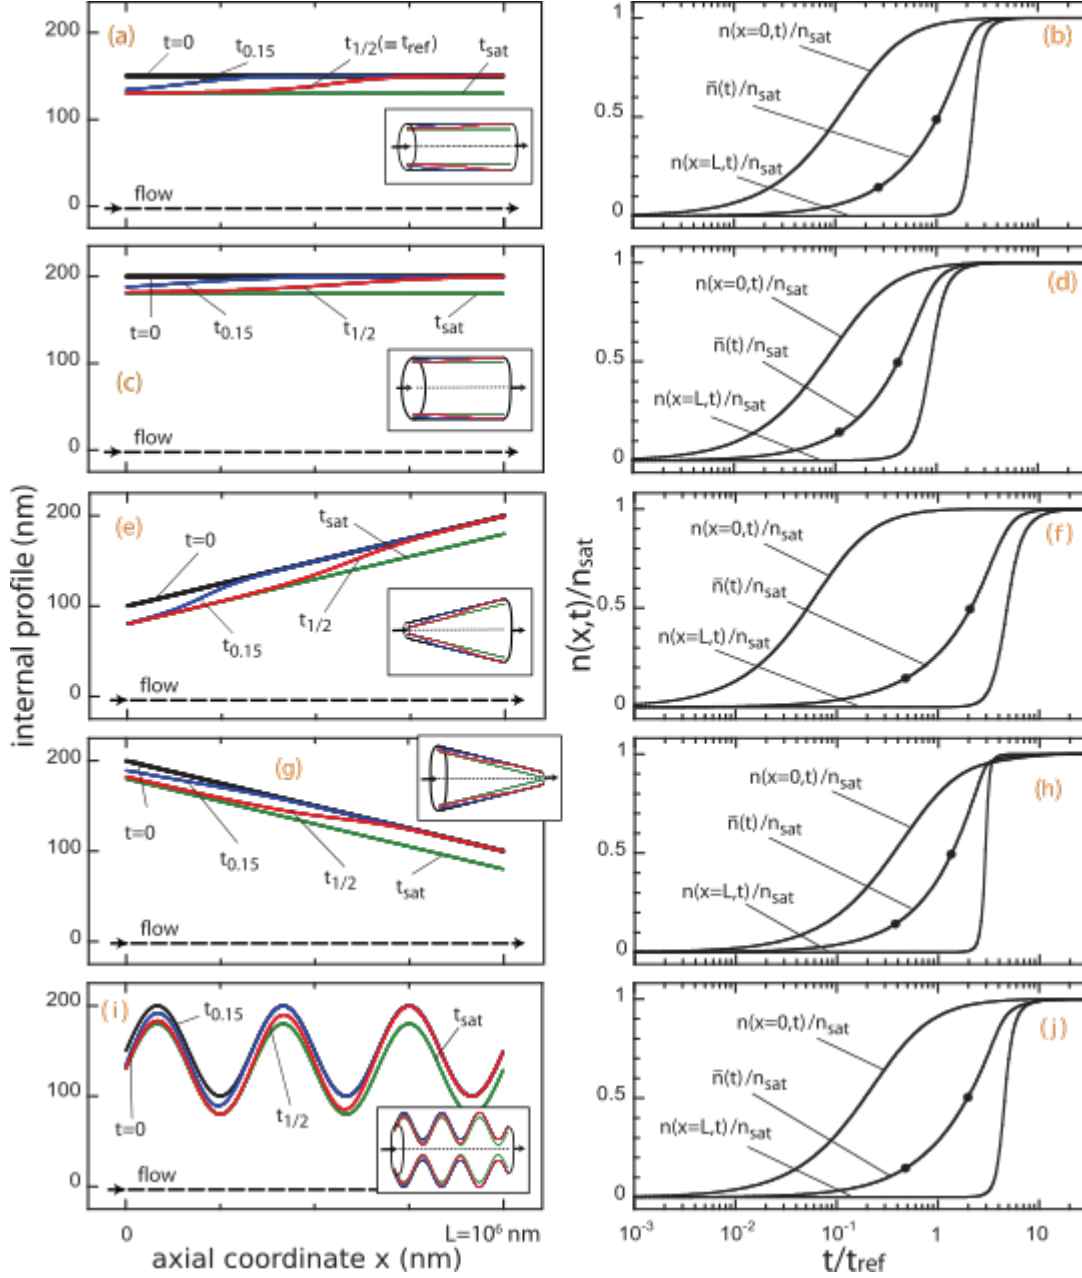 200
(a)
t=0
t0.15
t1/2(≡ tref)
tsat
100
flow
0
1
n(x=0,t)/nsat
(b)
n̄(t)/nsat
0.5
n(x=L,t)/nsat
0
200
t=0
t0.15
t1/2
tsat
100
(c)
flow
0
1
n(x=0,t)/nsat
(d)
n̄(t)/nsat
0.5
n(x=L,t)/nsat
0
internal profile (nm)
200
(e)
tsat
t=0
100
t1/2
t0.15
flow
0
n(x,t)/nsat
1
n(x=0,t)/nsat
(f)
n̄(t)/nsat
0.5
n(x=L,t)/nsat
0
200
(g)
t=0
t0.15
t1/2
tsat
100
flow
0
1
n(x=0,t)/nsat
(h)
n̄(t)/nsat
0.5
n(x=L,t)/nsat
0
200
(i)
t0.15
tsat
100
t=0
t1/2
flow
0
0
L=10⁶ nm
axial coordinate x (nm)
1
n(x=0,t)/nsat
(j)
n̄(t)/nsat
0.5
n(x=L,t)/nsat
0
10⁻³
10⁻²
10⁻¹
1
10
t/tref